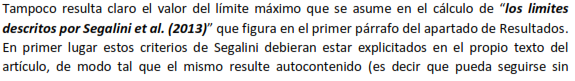 Tampoco resulta claro el valor del límite máximo que se asume en el cálculo de “los limites
descritos por Segalini et al. (2013)” que figura en el primer párrafo del apartado de Resultados.
En primer lugar estos criterios de Segalini debieran estar explicitados en el propio texto del
artículo, de modo tal que el mismo resulte autocontenido (es decir que pueda seguirse sin